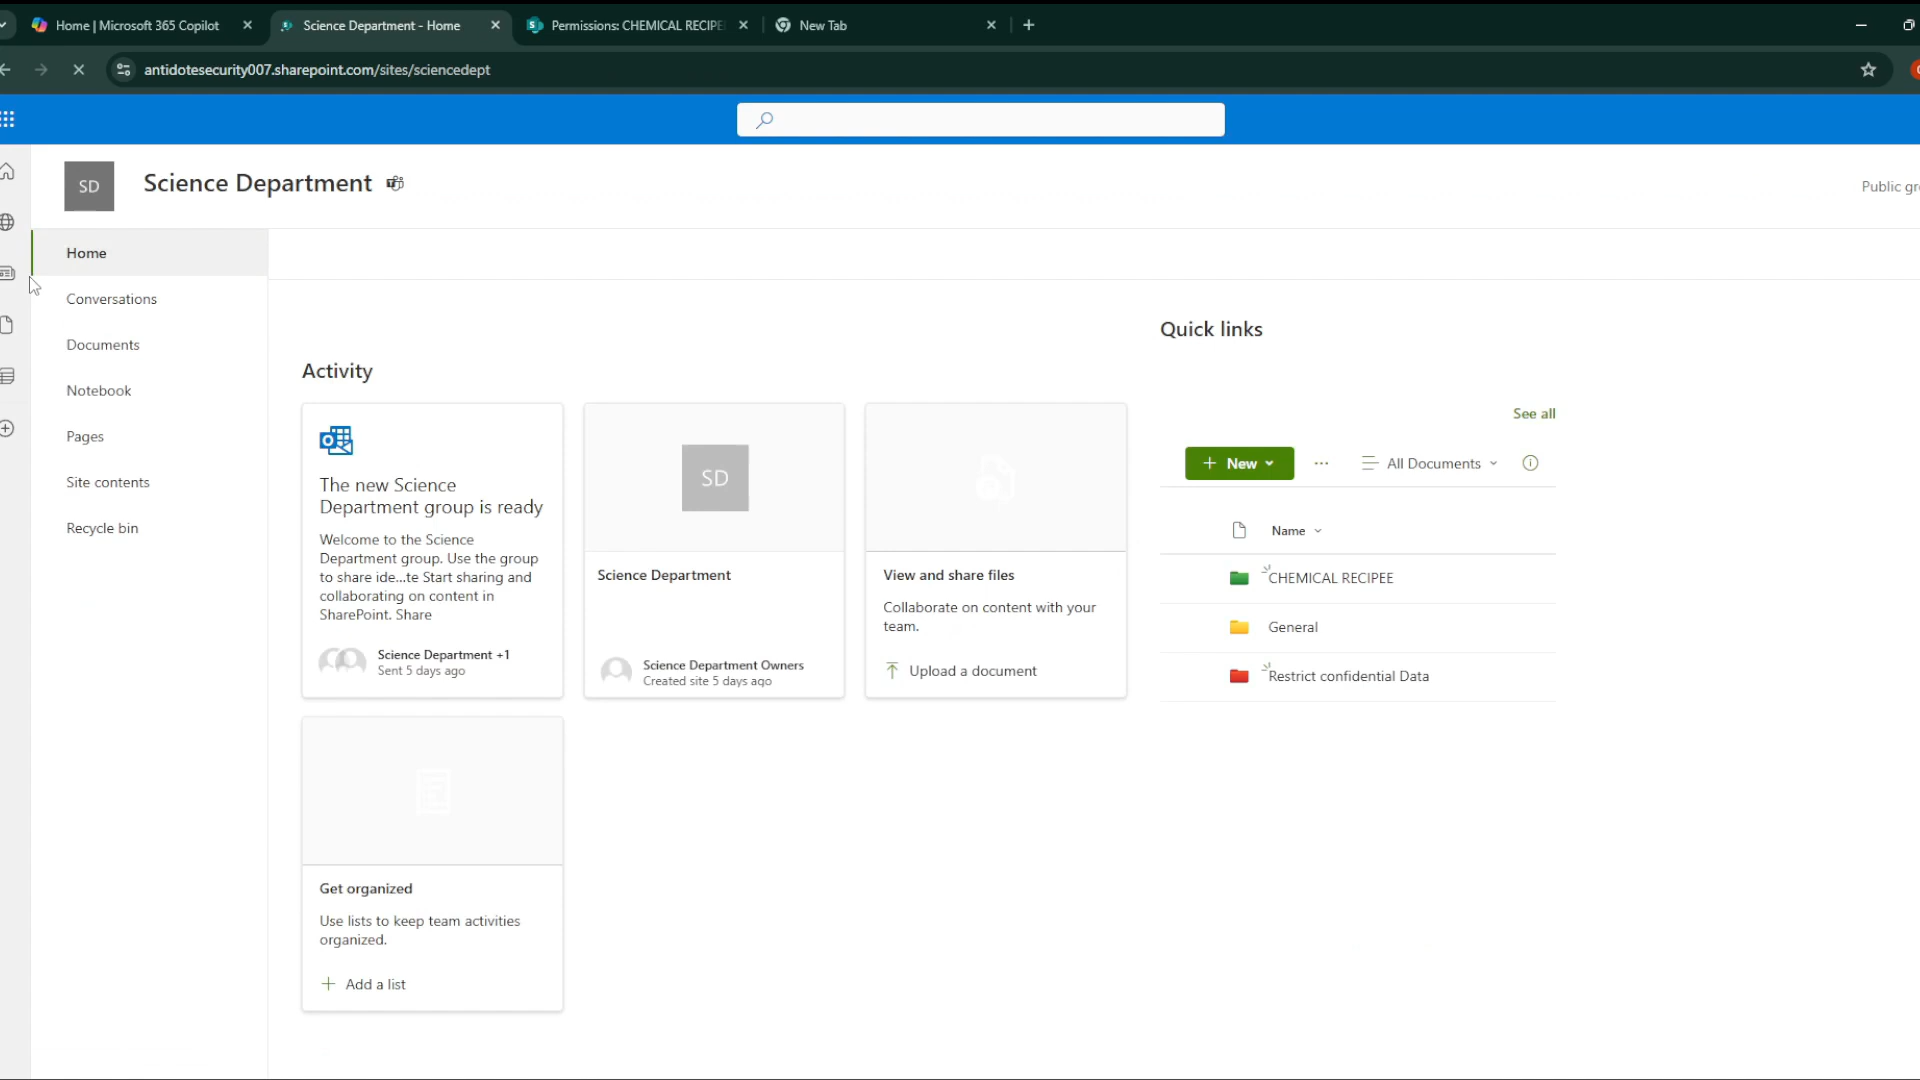 Home | Microsoft 365 Copilot
Science Department - Home
Permissions: CHEMICAL RECIPE
New Tab
antidotesecurity007.sharepoint.com/sites/sciencedept
SD
Science Department
Public
Home
Conversations
Documents
Notebook
Pages
Site contents
Recycle bin
Activity
The new Science
Department group is ready
Welcome to the Science
Department group. Use the group
to share ide...te Start sharing and
collaborating on content in
SharePoint. Share
Science Department +1
Sent 5 days ago
SD
Science Department
Science Department Owners
Created site 5 days ago
View and share files
Collaborate on content with your
team.
Upload a document
Get organized
Use lists to keep team activities
organized.
Add a list
Quick links
See all
New
All Documents
Name
CHEMICAL RECIPEE
General
Restrict confidential Data